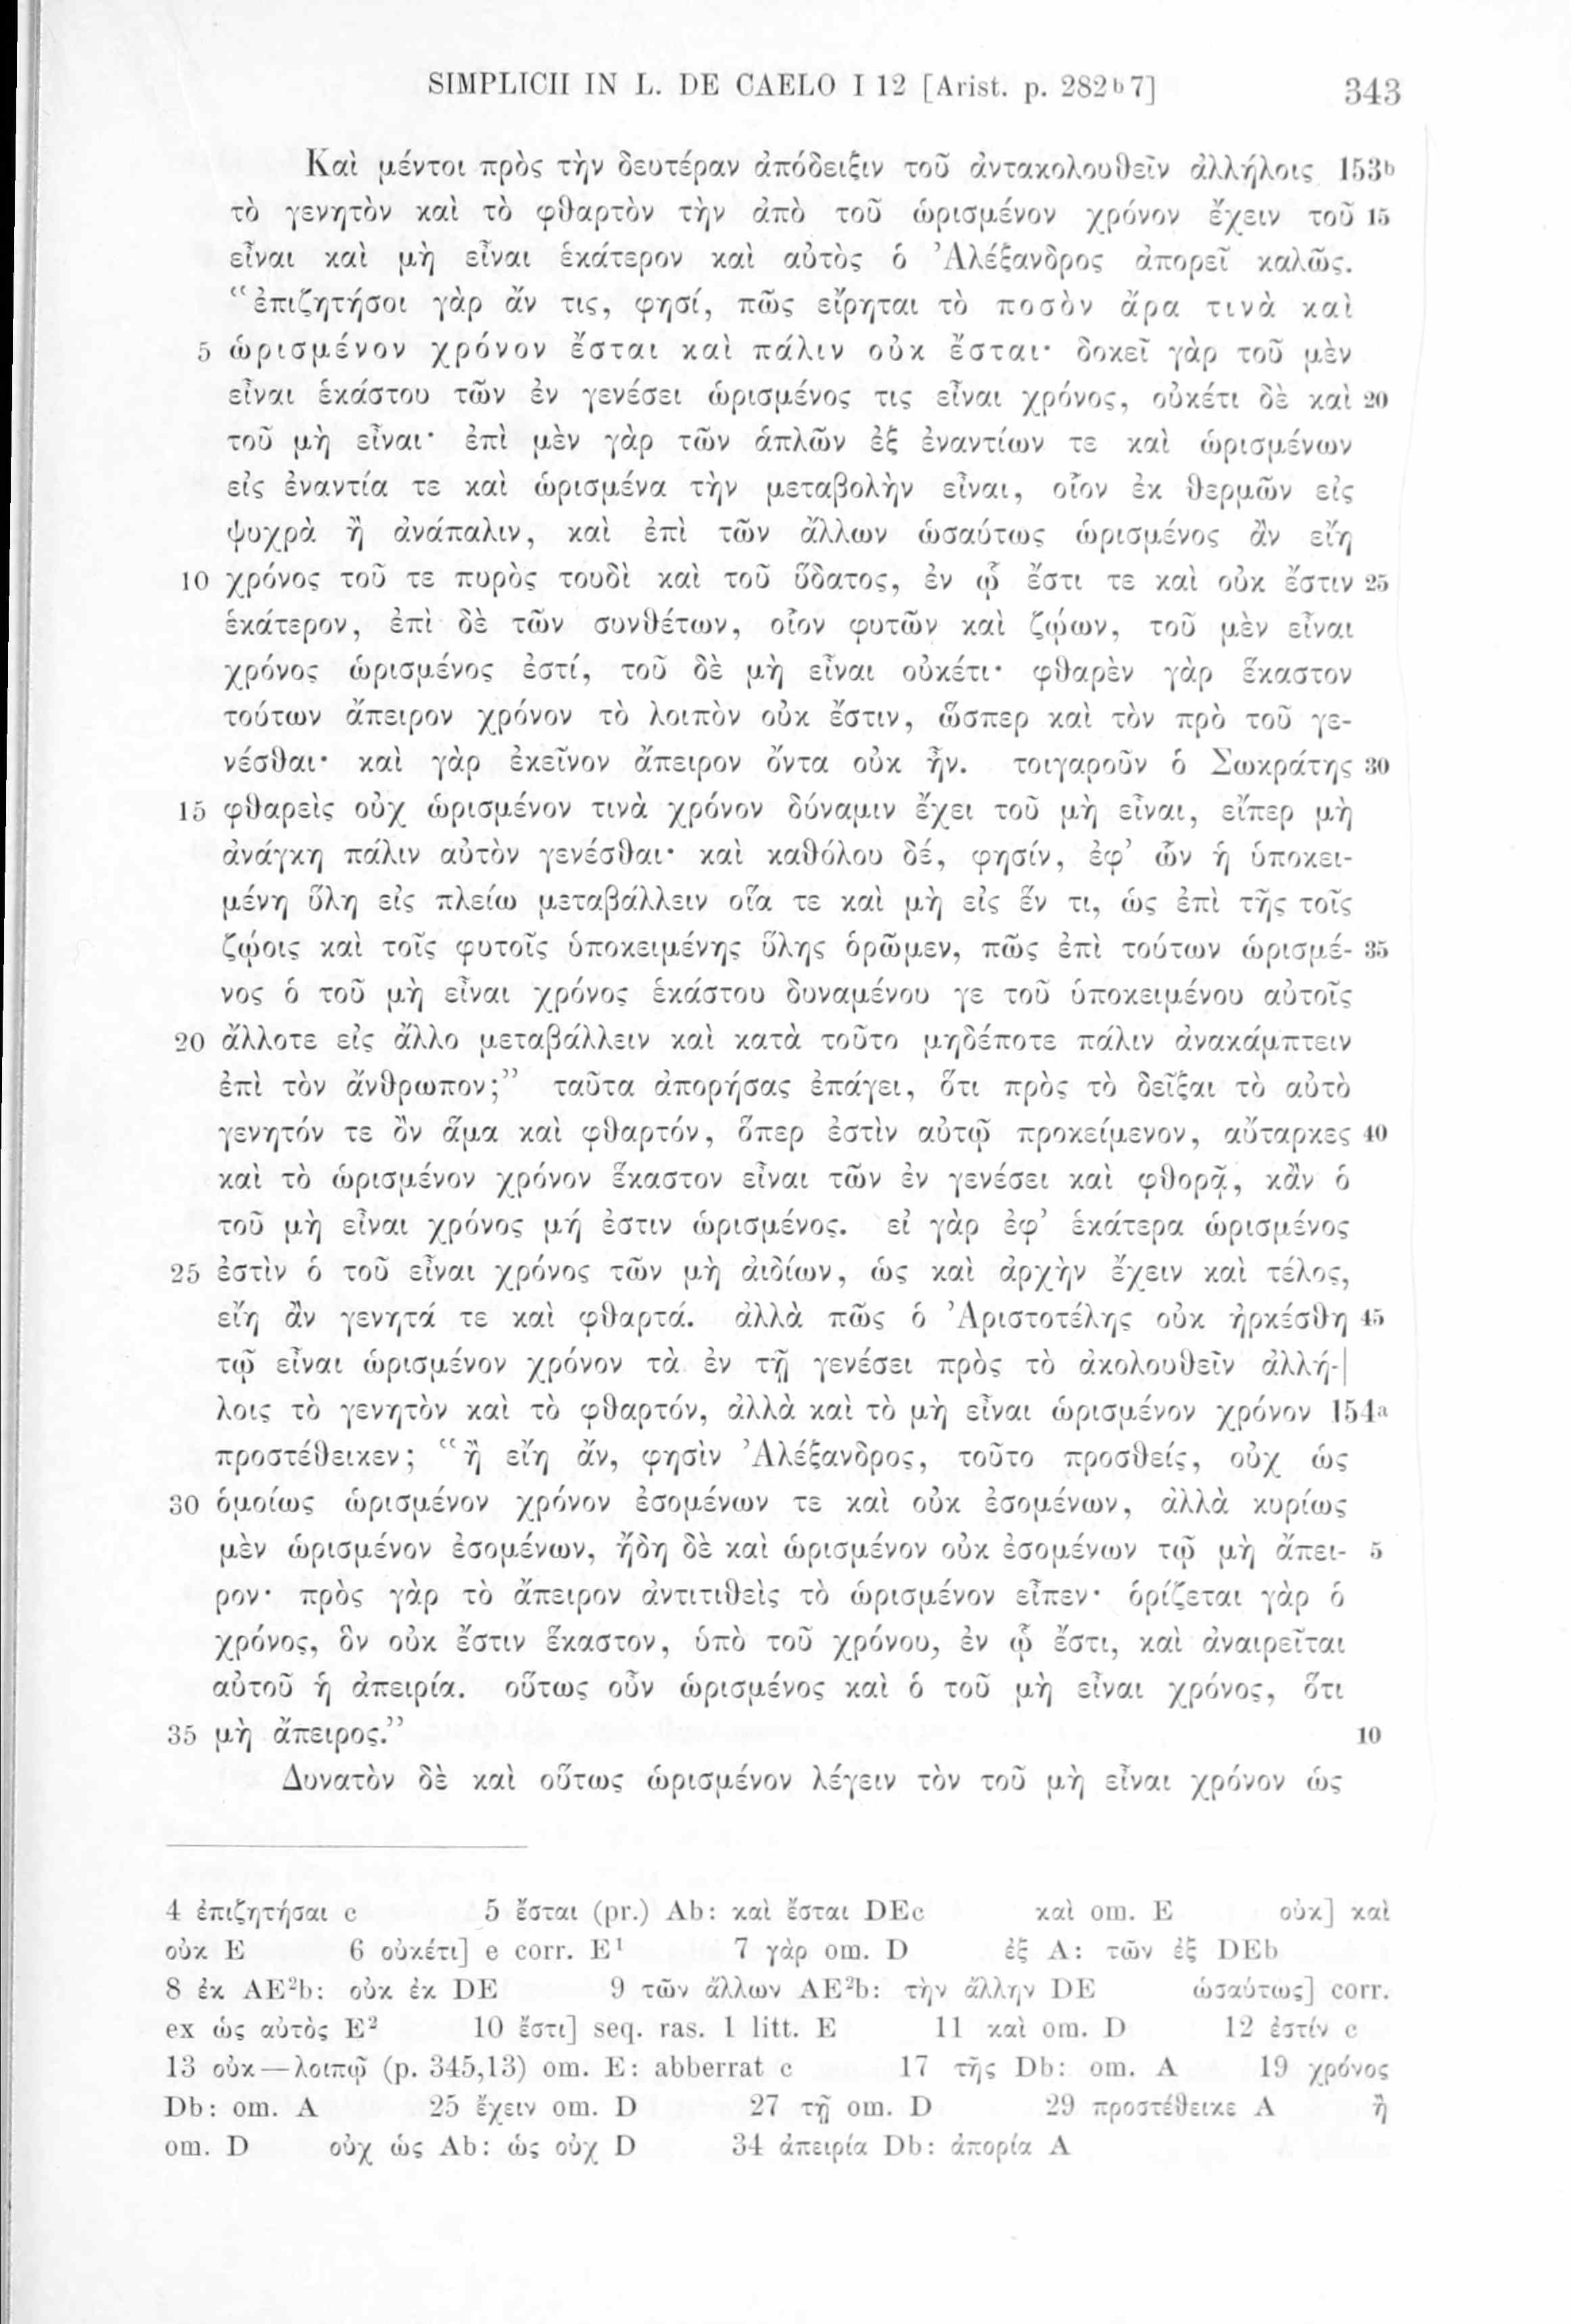 SIMPLICII IN L. DE CAELO I 12 [Arist. p. 282ᵇ7] 343
Καὶ μέντοι πρὸς τὴν δευτέραν ἀπόδειξιν τοῦ ἀντακολουθεῖν ἀλλήλοις 153ᵇ
τὸ γενητὸν καὶ τὸ φθαρτὸν τὴν ἀπὸ τοῦ ὡρισμένον χρόνον ἔχειν τοῦ 15
εἶναι καὶ μὴ εἶναι ἑκάτερον καὶ αὐτὸς ὁ Ἀλέξανδρος ἀπορεῖ καλῶς.
“ἐπιζητήσοι γὰρ ἄν τις, φησί, πῶς εἴρηται τὸ ποσὸν ἄρα τινὰ καὶ
5 ὡρισμένον χρόνον ἔσται καὶ πάλιν οὐκ ἔσται· δοκεῖ γὰρ τοῦ μὲν
εἶναι ἑκάστου τῶν ἐν γενέσει ὡρισμένος τις εἶναι χρόνος, οὐκέτι δὲ καὶ 20
τοῦ μὴ εἶναι· ἐπὶ μὲν γὰρ τῶν ἁπλῶν ἐξ ἐναντίων τε καὶ ὡρισμένων
εἰς ἐναντία τε καὶ ὡρισμένα τὴν μεταβολὴν εἶναι, οἷον ἐκ θερμῶν εἰς
ψυχρὰ ἢ ἀνάπαλιν, καὶ ἐπὶ τῶν ἄλλων ὡσαύτως ὡρισμένος ἂν εἴη
10 χρόνος τοῦ τε πυρὸς τουδὶ καὶ τοῦ ὕδατος, ἐν ᾧ ἔστι τε καὶ οὐκ ἔστιν 25
ἑκάτερον, ἐπὶ δὲ τῶν συνθέτων, οἷον φυτῶν καὶ ζῴων, τοῦ μὲν εἶναι
χρόνος ὡρισμένος ἐστί, τοῦ δὲ μὴ εἶναι οὐκέτι· φθαρὲν γὰρ ἕκαστον
τούτων ἄπειρον χρόνον τὸ λοιπὸν οὐκ ἔστιν, ὥσπερ καὶ τὸν πρὸ τοῦ γε-
νέσθαι· καὶ γὰρ ἐκεῖνον ἄπειρον ὄντα οὐκ ἦν. τοιγαροῦν ὁ Σωκράτης 30
15 φθαρεὶς οὐχ ὡρισμένον τινὰ χρόνον δύναμιν ἔχει τοῦ μὴ εἶναι, εἴπερ μὴ
ἀνάγκη πάλιν αὐτὸν γενέσθαι· καὶ καθόλου δέ, φησίν, ἐφ’ ὧν ἡ ὑποκει-
μένη ὕλη εἰς πλείω μεταβάλλειν οἵα τε καὶ μὴ εἰς ἕν τι, ὡς ἐπὶ τῆς τοῖς
ζῴοις καὶ τοῖς φυτοῖς ὑποκειμένης ὕλης ὁρῶμεν, πῶς ἐπὶ τούτων ὡρισμέ- 35
νος ὁ τοῦ μὴ εἶναι χρόνος ἑκάστου δυναμένου γε τοῦ ὑποκειμένου αὐτοῖς
20 ἄλλοτε εἰς ἄλλο μεταβάλλειν καὶ κατὰ τοῦτο μηδέποτε πάλιν ἀνακάμπτειν
ἐπὶ τὸν ἄνθρωπον;” ταῦτα ἀπορήσας ἐπάγει, ὅτι πρὸς τὸ δεῖξαι τὸ αὐτὸ
γενητόν τε ὂν ἅμα καὶ φθαρτόν, ὅπερ ἐστὶν αὐτῷ προκείμενον, αὔταρκες 40
καὶ τὸ ὡρισμένον χρόνον ἕκαστον εἶναι τῶν ἐν γενέσει καὶ φθορᾷ, κἂν ὁ
τοῦ μὴ εἶναι χρόνος μή ἐστιν ὡρισμένος. εἰ γὰρ ἐφ’ ἑκάτερα ὡρισμένος
25 ἐστὶν ὁ τοῦ εἶναι χρόνος τῶν μὴ ἀιδίων, ὡς καὶ ἀρχὴν ἔχειν καὶ τέλος,
εἴη ἂν γενητά τε καὶ φθαρτά. ἀλλὰ πῶς ὁ Ἀριστοτέλης οὐκ ἠρκέσθη 45
τῷ εἶναι ὡρισμένον χρόνον τὰ ἐν τῇ γενέσει πρὸς τὸ ἀκολουθεῖν ἀλλή-|
λοις τὸ γενητὸν καὶ τὸ φθαρτόν, ἀλλὰ καὶ τὸ μὴ εἶναι ὡρισμένον χρόνον 154ᵃ
προστέθεικεν; “ἢ εἴη ἄν, φησὶν Ἀλέξανδρος, τοῦτο προσθείς, οὐχ ὡς
30 ὁμοίως ὡρισμένον χρόνον ἐσομένων τε καὶ οὐκ ἐσομένων, ἀλλὰ κυρίως
μὲν ὡρισμένον ἐσομένων, ἤδη δὲ καὶ ὡρισμένον οὐκ ἐσομένων τῷ μὴ ἄπει- 5
ρον· πρὸς γὰρ τὸ ἄπειρον ἀντιτιθεὶς τὸ ὡρισμένον εἶπεν· ὁρίζεται γὰρ ὁ
χρόνος, ὃν οὐκ ἔστιν ἕκαστον, ὑπὸ τοῦ χρόνου, ἐν ᾧ ἔστι, καὶ ἀναιρεῖται
αὐτοῦ ἡ ἀπειρία. οὕτως οὖν ὡρισμένος καὶ ὁ τοῦ μὴ εἶναι χρόνος, ὅτι
35 μὴ ἄπειρος.” 10
Δυνατὸν δὲ καὶ οὕτως ὡρισμένον λέγειν τὸν τοῦ μὴ εἶναι χρόνον ὡς
4 ἐπιζητήσαι c 5 ἔσται (pr.) Ab: καὶ ἔσται DEc καὶ om. E οὐκ] καὶ
οὐκ E 6 οὐκέτι] e corr. E¹ 7 γὰρ om. D ἐξ A: τῶν ἐξ DEb
8 ἐκ AE²b: οὐκ ἐκ DE 9 τῶν ἄλλων AE²b: τὴν ἄλλην DE ὡσαύτως] corr.
ex ὡς αὐτὸς E² 10 ἔστι] seq. ras. 1 litt. E 11 καὶ om. D 12 ἐστίν c
13 οὐκ—λοιπῷ (p. 345,13) om. E: abberrat c 17 τῆς Db: om. A 19 χρόνος
Db: om. A 25 ἔχειν om. D 27 τῇ om. D 29 προστέθεικε A ἢ
om. D οὐχ ὡς Ab: ὡς οὐχ D 34 ἀπειρία Db: ἀπορία A